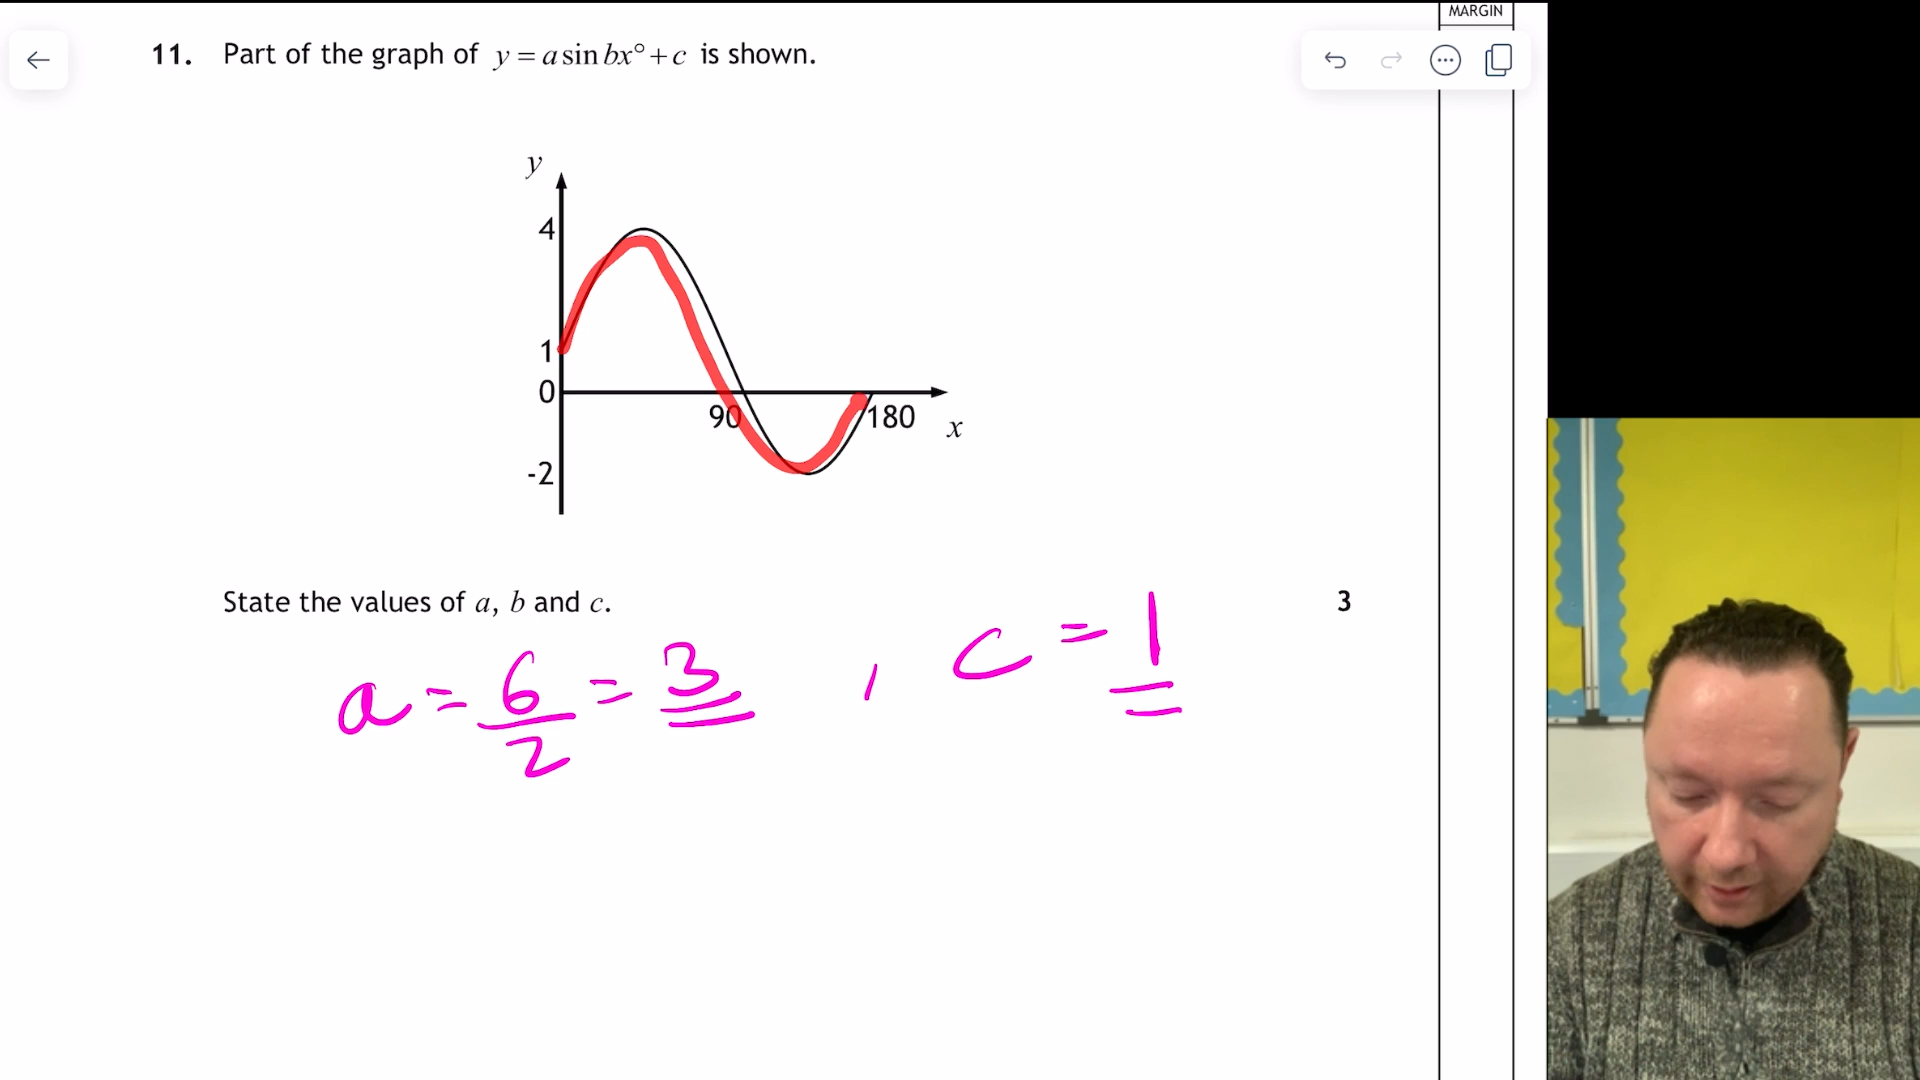 MARGIN
11. Part of the graph of y = a sin bx° + c is shown.
y
4
1
0
90
180
x
-2
State the values of a, b and c.
3
a = 6/2 = 3 , c = 1